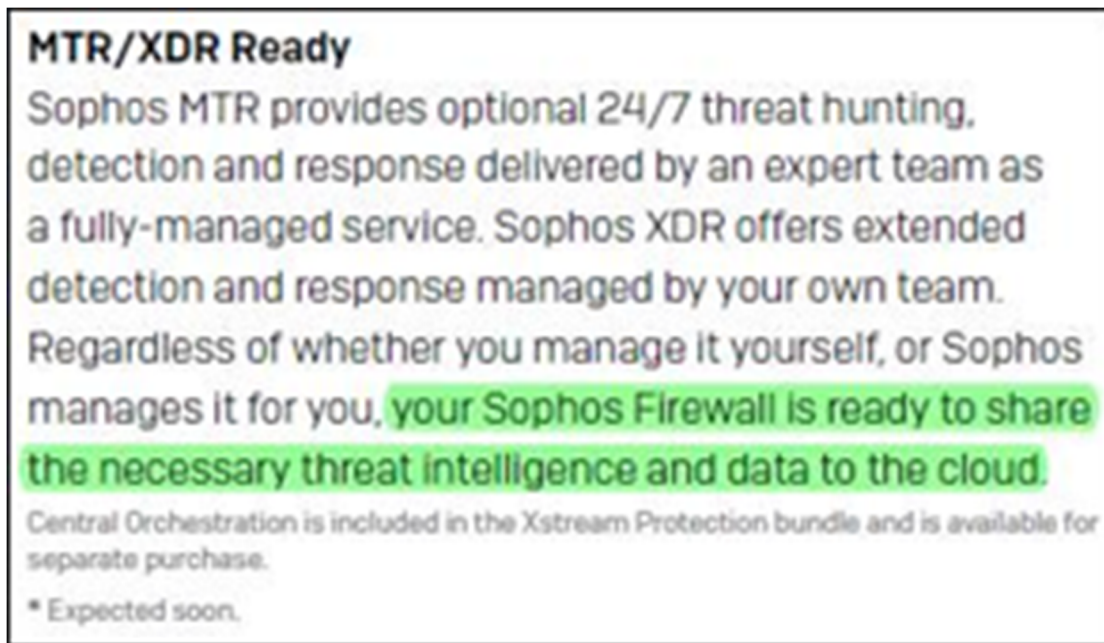 MTR/XDR Ready
Sophos MTR provides optional 24/7 threat hunting,
detection and response delivered by an expert team as
a fully-managed service. Sophos XDR offers extended
detection and response managed by your own team.
Regardless of whether you manage it yourself, or Sophos
manages it for you, your Sophos Firewall is ready to share
the necessary threat intelligence and data to the cloud.
Central Orchestration is included in the Xstream Protection bundle and is available for
separate purchase.
* Expected soon.